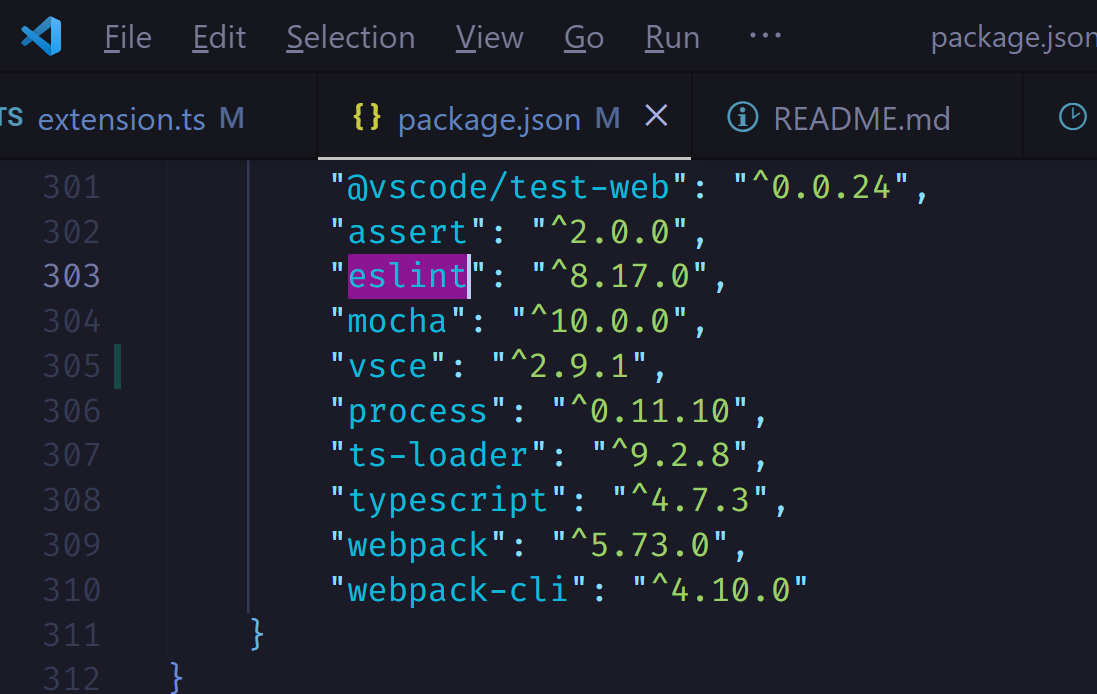 File Edit Selection View Go Run ··· package.json
TS extension.ts M {} package.json M × README.md
301 "@vscode/test-web": "^0.0.24",
302 "assert": "^2.0.0",
303 "eslint": "^8.17.0",
304 "mocha": "^10.0.0",
305 "vsce": "^2.9.1",
306 "process": "^0.11.10",
307 "ts-loader": "^9.2.8",
308 "typescript": "^4.7.3",
309 "webpack": "^5.73.0",
310 "webpack-cli": "^4.10.0"
311 }
312 }